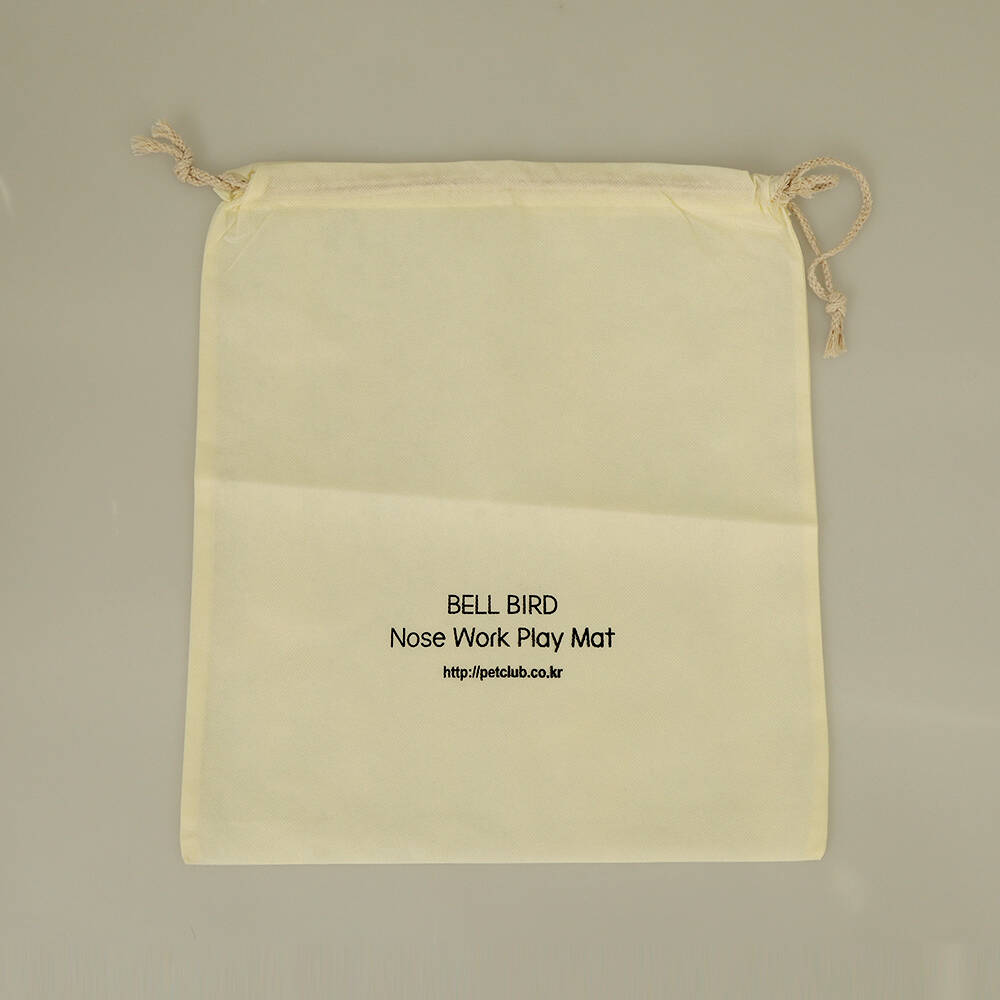 BELL BIRD
Nose Work Play Mat
http://petclub.co.kr